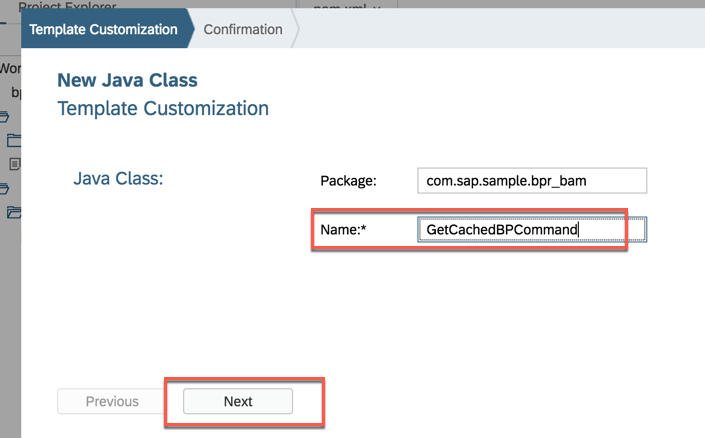 Project Explorer
pom.xml
Template Customization Confirmation
Wor
bp
New Java Class
Template Customization
Java Class:
Package: com.sap.sample.bpr_bam
Name:* GetCachedBPCommand
Previous Next